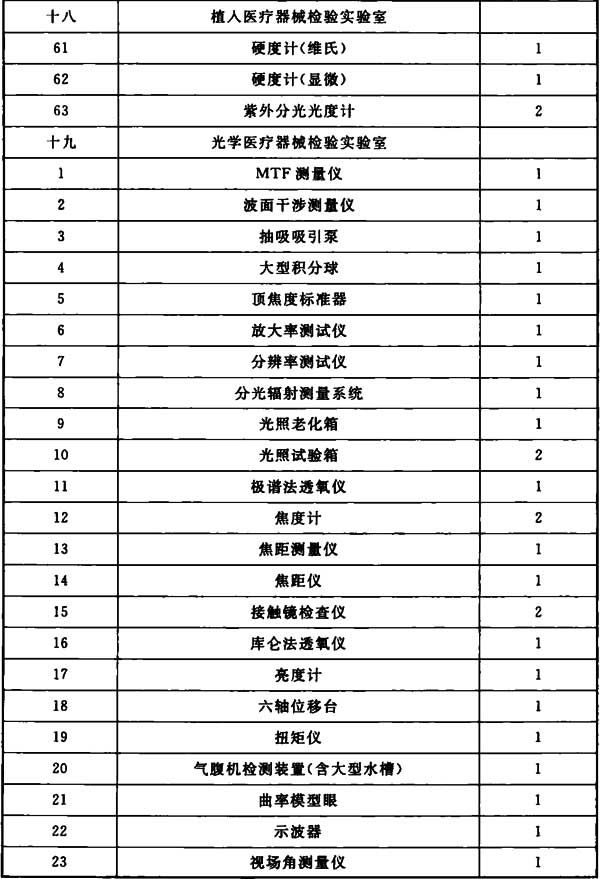 十八 植入医疗器械检验实验室
61 硬度计(维氏) 1
62 硬度计(显微) 1
63 紫外分光光度计 2
十九 光学医疗器械检验实验室
1 MTF 测量仪 1
2 波面干涉测量仪 1
3 抽吸吸引泵 1
4 大型积分球 1
5 顶焦度标准器 1
6 放大率测试仪 1
7 分辨率测试仪 1
8 分光辐射测量系统 1
9 光照老化箱 1
10 光照试验箱 2
11 极谱法透氧仪 1
12 焦度计 2
13 焦距测量仪 1
14 焦距仪 1
15 接触镜检查仪 2
16 库仑法透氧仪 1
17 亮度计 1
18 六轴位移台 1
19 扭矩仪 1
20 气腹机检测装置(含大型水槽) 1
21 曲率模型眼 1
22 示波器 1
23 视场角测量仪 1